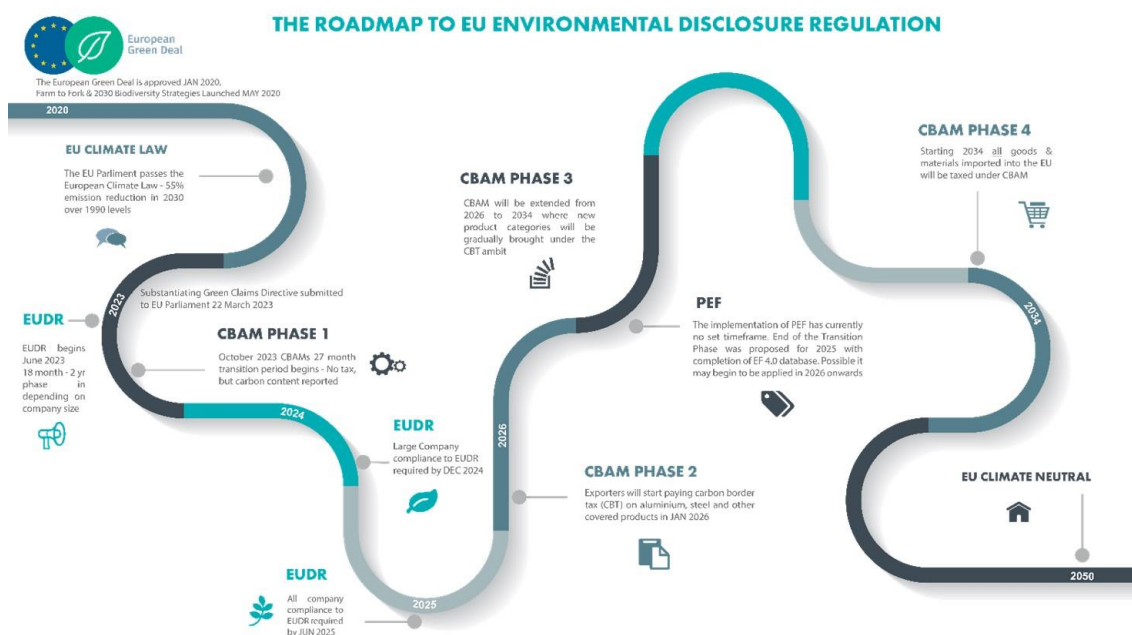 THE ROADMAP TO EU ENVIRONMENTAL DISCLOSURE REGULATION
European
Green Deal
The European Green Deal is approved JAN 2020,
Farm to Fork & 2030 Biodiversity Strategies Launched MAY 2020
2020
EU CLIMATE LAW
The EU Parliment passes the
European Climate Law - 55%
emission reduction in 2030
over 1990 levels
2023
Substantiating Green Claims Directive submitted
to EU Parliament 22 March 2023
EUDR
EUDR begins
June 2023
18 month - 2 yr
phase in
depending on
company size
CBAM PHASE 1
October 2023 CBAMs 27 month
transition period begins - No tax,
but carbon content reported
2024
EUDR
Large Company
compliance to EUDR
required by DEC 2024
EUDR
All company
compliance to
EUDR required
by JUN 2025
2025
2026
CBAM PHASE 2
Exporters will start paying carbon border
tax (CBT) on aluminium, steel and other
covered products in JAN 2026
CBAM PHASE 3
CBAM will be extended from
2026 to 2034 where new
product categories will be
gradually brought under the
CBT ambit
PEF
The implementation of PEF has currently
no set timeframe. End of the Transition
Phase was proposed for 2025 with
completion of EF 4.0 database. Possible it
may begin to be applied in 2026 onwards
CBAM PHASE 4
Starting 2034 all goods &
materials imported into the EU
will be taxed under CBAM
2034
EU CLIMATE NEUTRAL
2050